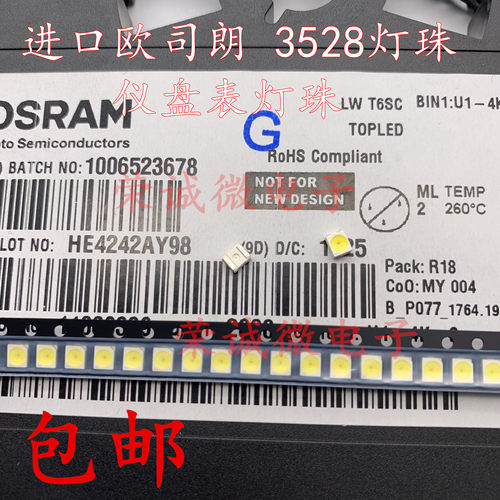 进口欧司朗 3528灯珠
仪盘表灯珠
OSRAM
LW T6SC BIN1:U1-4K
TOPLED
G
Semiconductors
RoHS Compliant
BATCH NO: 1006523678
NOT FOR
NEW DESIGN
ML TEMP
2 260°C
荣诚微电子
LOT NO: HE4242AY98
(9D) D/C:
Pack: R18
CoO: MY 004
B_P077_1764.19
荣诚微电子
包邮